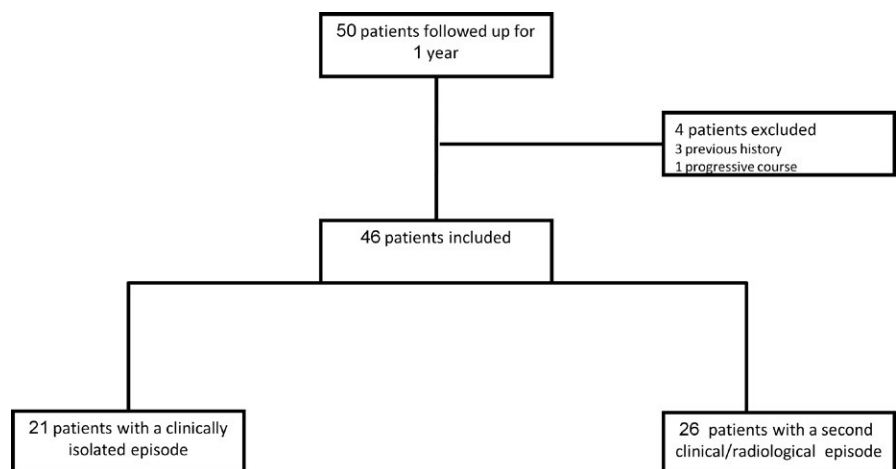 50 patients followed up for
1 year
4 patients excluded
3 previous history
1 progressive course
46 patients included
21 patients with a clinically
isolated episode
26 patients with a second
clinical/radiological episode